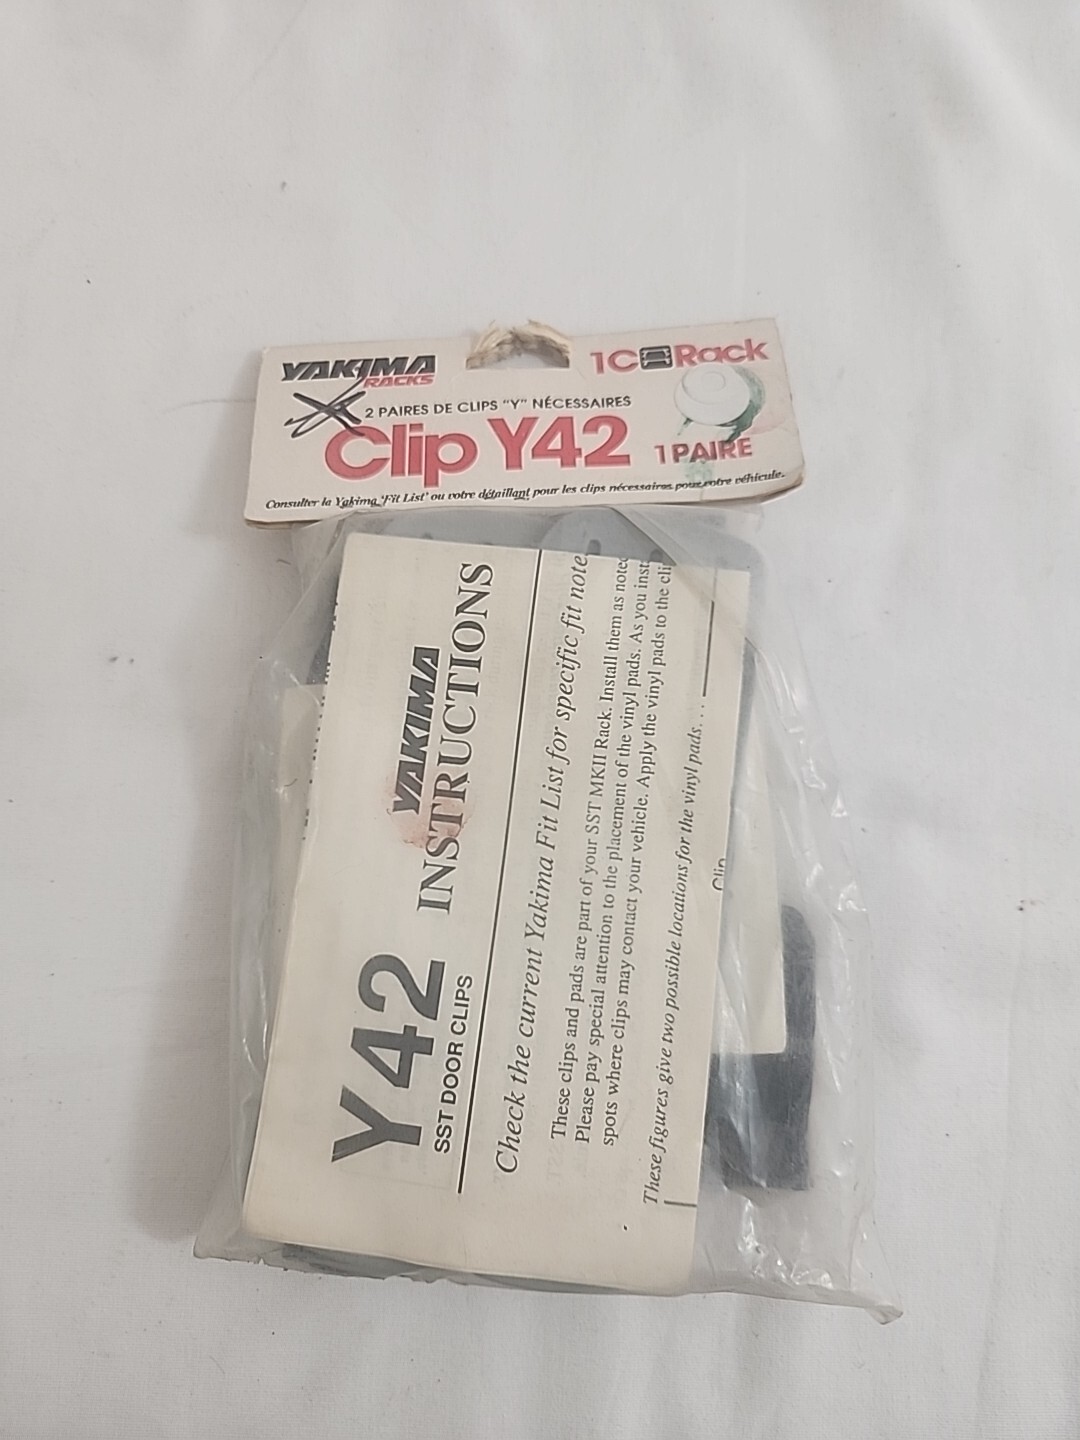 YAKIMA
RACKS
1C Rack
2 PAIRES DE CLIPS "Y" NÉCESSAIRES
Clip Y42
1 PAIRE
Consulter la Yakima 'Fit List' ou votre détaillant pour les clips nécessaires pour votre véhicule.
Y42
SST DOOR CLIPS
YAKIMA
INSTRUCTIONS
Check the current Yakima Fit List for specific fit note
These clips and pads are part of your SST MKII Rack. Install them as noted
Please pay special attention to the placement of the vinyl pads. As you inst
spots where clips may contact your vehicle. Apply the vinyl pads to the cli
These figures give two possible locations for the vinyl pads...
Clip